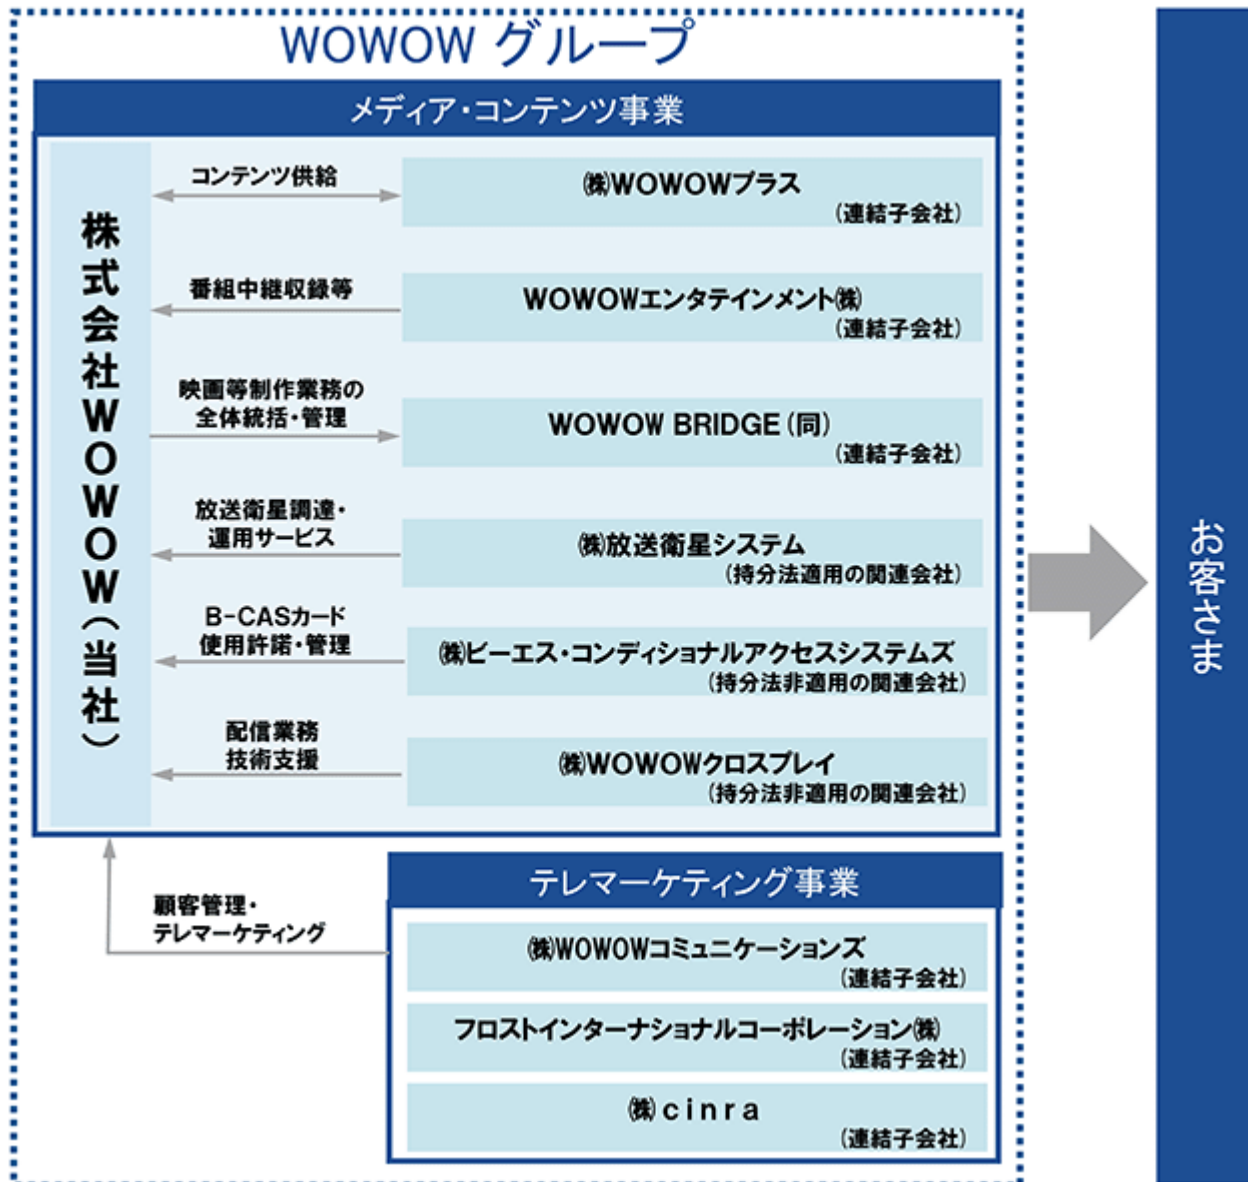 WOWOW グループ
メディア・コンテンツ事業
株式会社WOWOW(当社)
コンテンツ供給
㈱WOWOWプラス
(連結子会社)
番組中継収録等
WOWOWエンタテインメント㈱
(連結子会社)
映画等制作業務の
全体統括・管理
WOWOW BRIDGE(同)
(連結子会社)
放送衛星調達・
運用サービス
㈱放送衛星システム
(持分法適用の関連会社)
B-CASカード
使用許諾・管理
㈱ビーエス・コンディショナルアクセスシステムズ
(持分法非適用の関連会社)
配信業務
技術支援
㈱WOWOWクロスプレイ
(持分法非適用の関連会社)
顧客管理・
テレマーケティング
テレマーケティング事業
㈱WOWOWコミュニケーションズ
(連結子会社)
フロストインターナショナルコーポレーション㈱
(連結子会社)
㈱cinra
(連結子会社)
お客さま